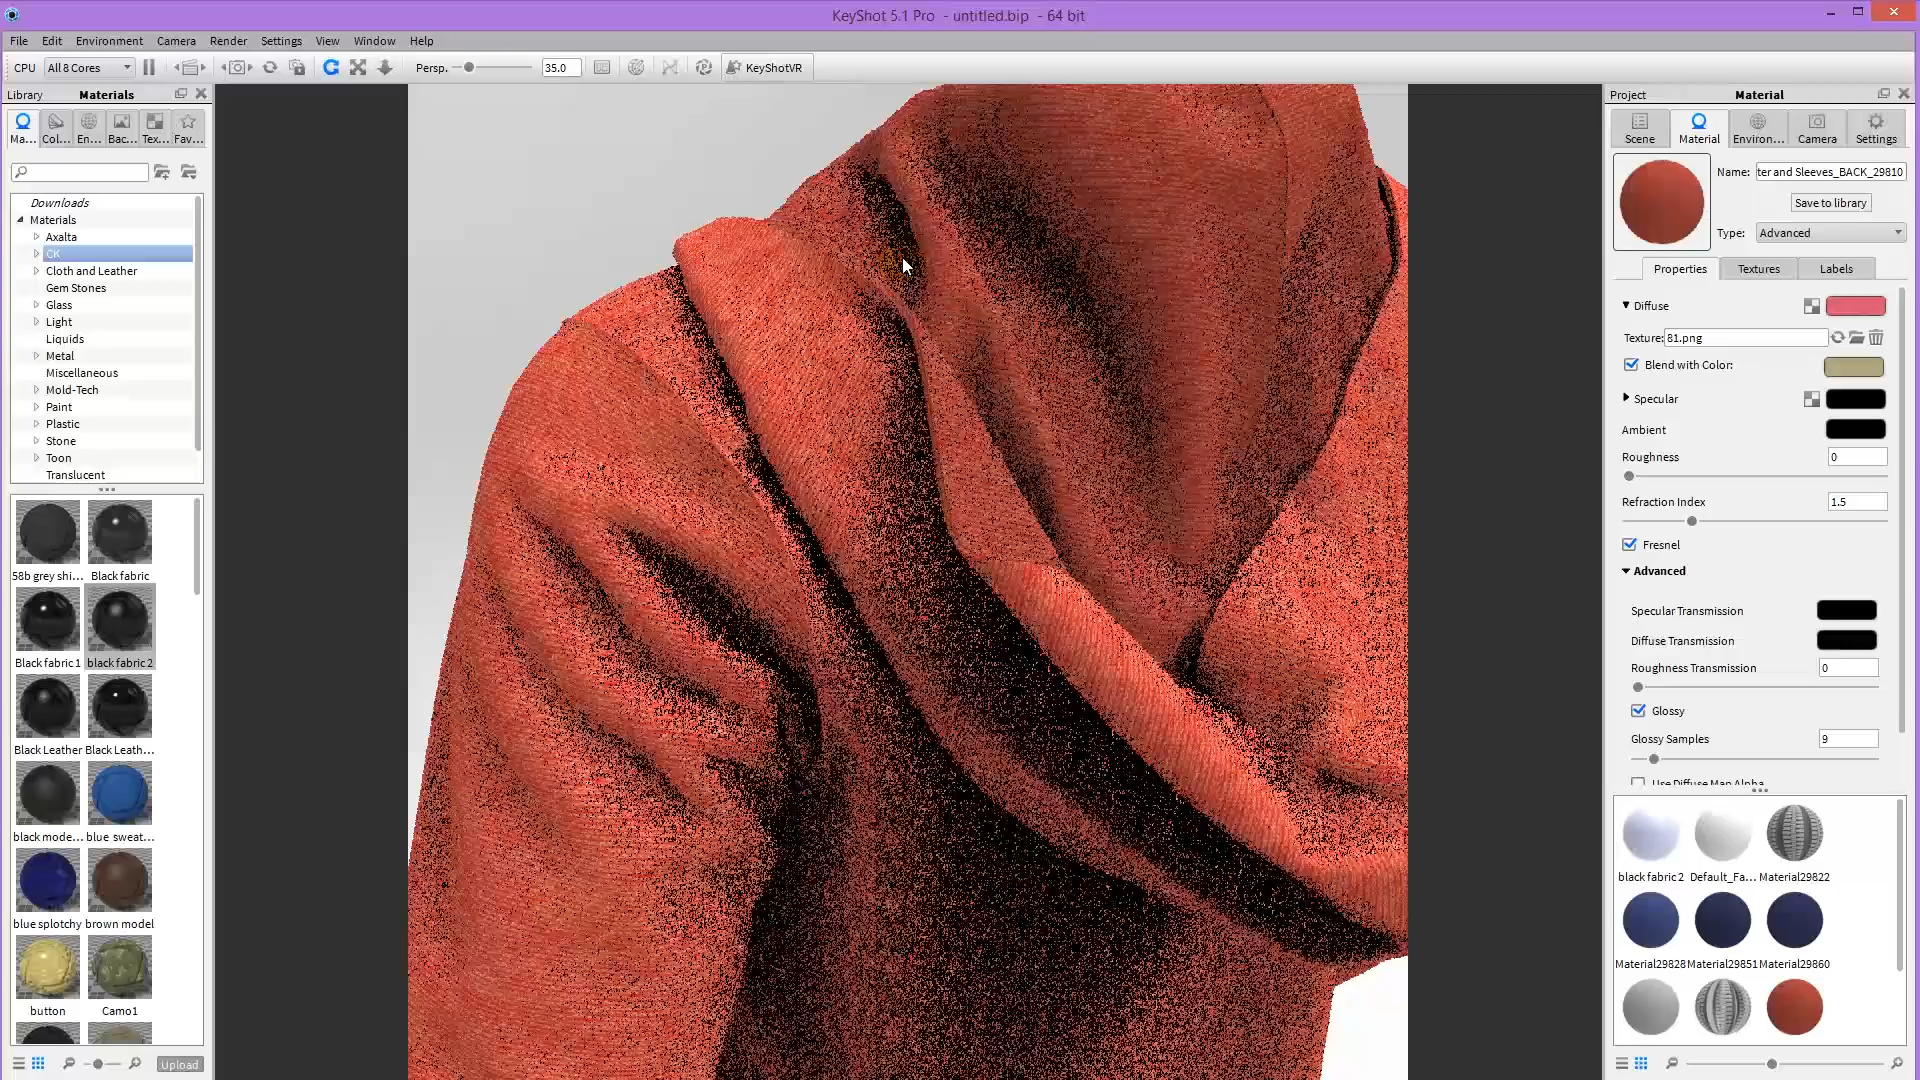 KeyShot 5.1 Pro - untitled.bip - 64 bit
File Edit Environment Camera Render Settings View Window Help
CPU All 8 Cores Persp. 35.0 KeyShotVR
Library Materials
Ma... Col... En... Bac... Tex... Fav...
Downloads
Materials
Axalta
CK
Cloth and Leather
Gem Stones
Glass
Light
Liquids
Metal
Miscellaneous
Mold-Tech
Paint
Plastic
Stone
Toon
Translucent
58b grey shi... Black fabric
Black fabric 1 black fabric 2
Black Leather Black Leath...
black mode... blue sweat...
blue splotchy brown model
button Camo1
Upload
Project Material
Scene Material Environ... Camera Settings
Name: ter and Sleeves_BACK_29810
Save to library
Type: Advanced
Properties Textures Labels
Diffuse
Texture: 81.png
Blend with Color:
Specular
Ambient
Roughness 0
Refraction Index 1.5
Fresnel
Advanced
Specular Transmission
Diffuse Transmission
Roughness Transmission 0
Glossy
Glossy Samples 9
Use Diffuse Map Alpha
black fabric 2 Default_Fa... Material29822
Material29828 Material29851 Material29860